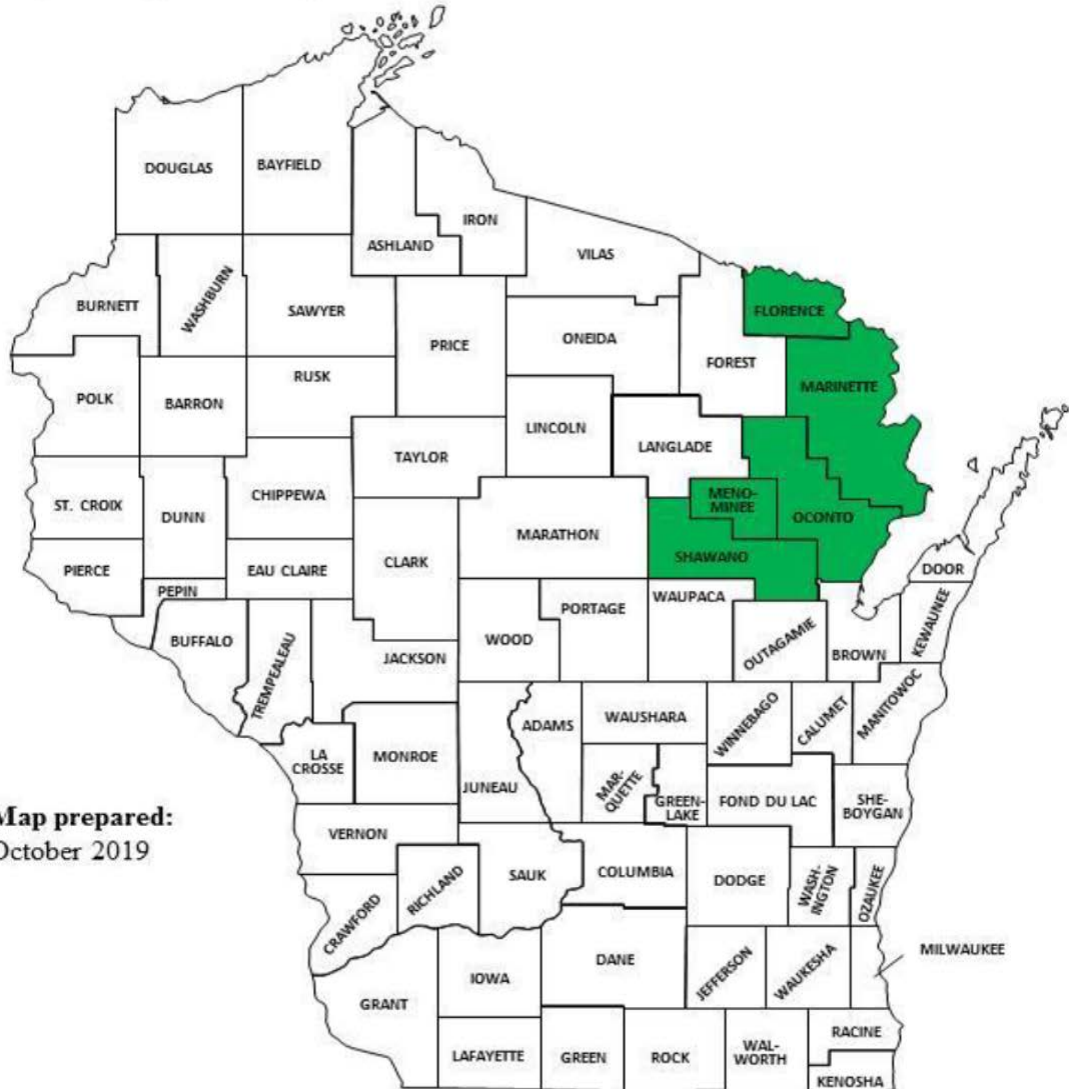 DOUGLAS
BAYFIELD
IRON
ASHLAND
VILAS
BURNETT
WASHBURN
SAWYER
FLORENCE
PRICE
ONEIDA
FOREST
RUSK
MARINETTE
POLK
BARRON
LINCOLN
LANGLADE
TAYLOR
CHIPPEWA
MENO-
MINEE
ST. CROIX
DUNN
OCONTO
MARATHON
SHAWANO
CLARK
PIERCE
EAU CLAIRE
DOOR
PEPIN
WAUPACA
PORTAGE
KEWAUNEE
BUFFALO
WOOD
OUTAGAMIE
BROWN
JACKSON
TREMPEALEAU
MANITOWOC
ADAMS
WAUSHARA
WINNEBAGO
CALUMET
LA
CROSSE
MONROE
JUNEAU
MAR-
QUETTE
GREEN-
LAKE
FOND DU LAC
SHE-
BOYGAN
Map prepared:
October 2019
VERNON
SAUK
COLUMBIA
DODGE
WASH-
INGTON
OZAUKEE
RICHLAND
CRAWFORD
MILWAUKEE
DANE
JEFFERSON
WAUKESHA
IOWA
GRANT
RACINE
LAFAYETTE
GREEN
ROCK
WAL-
WORTH
KENOSHA